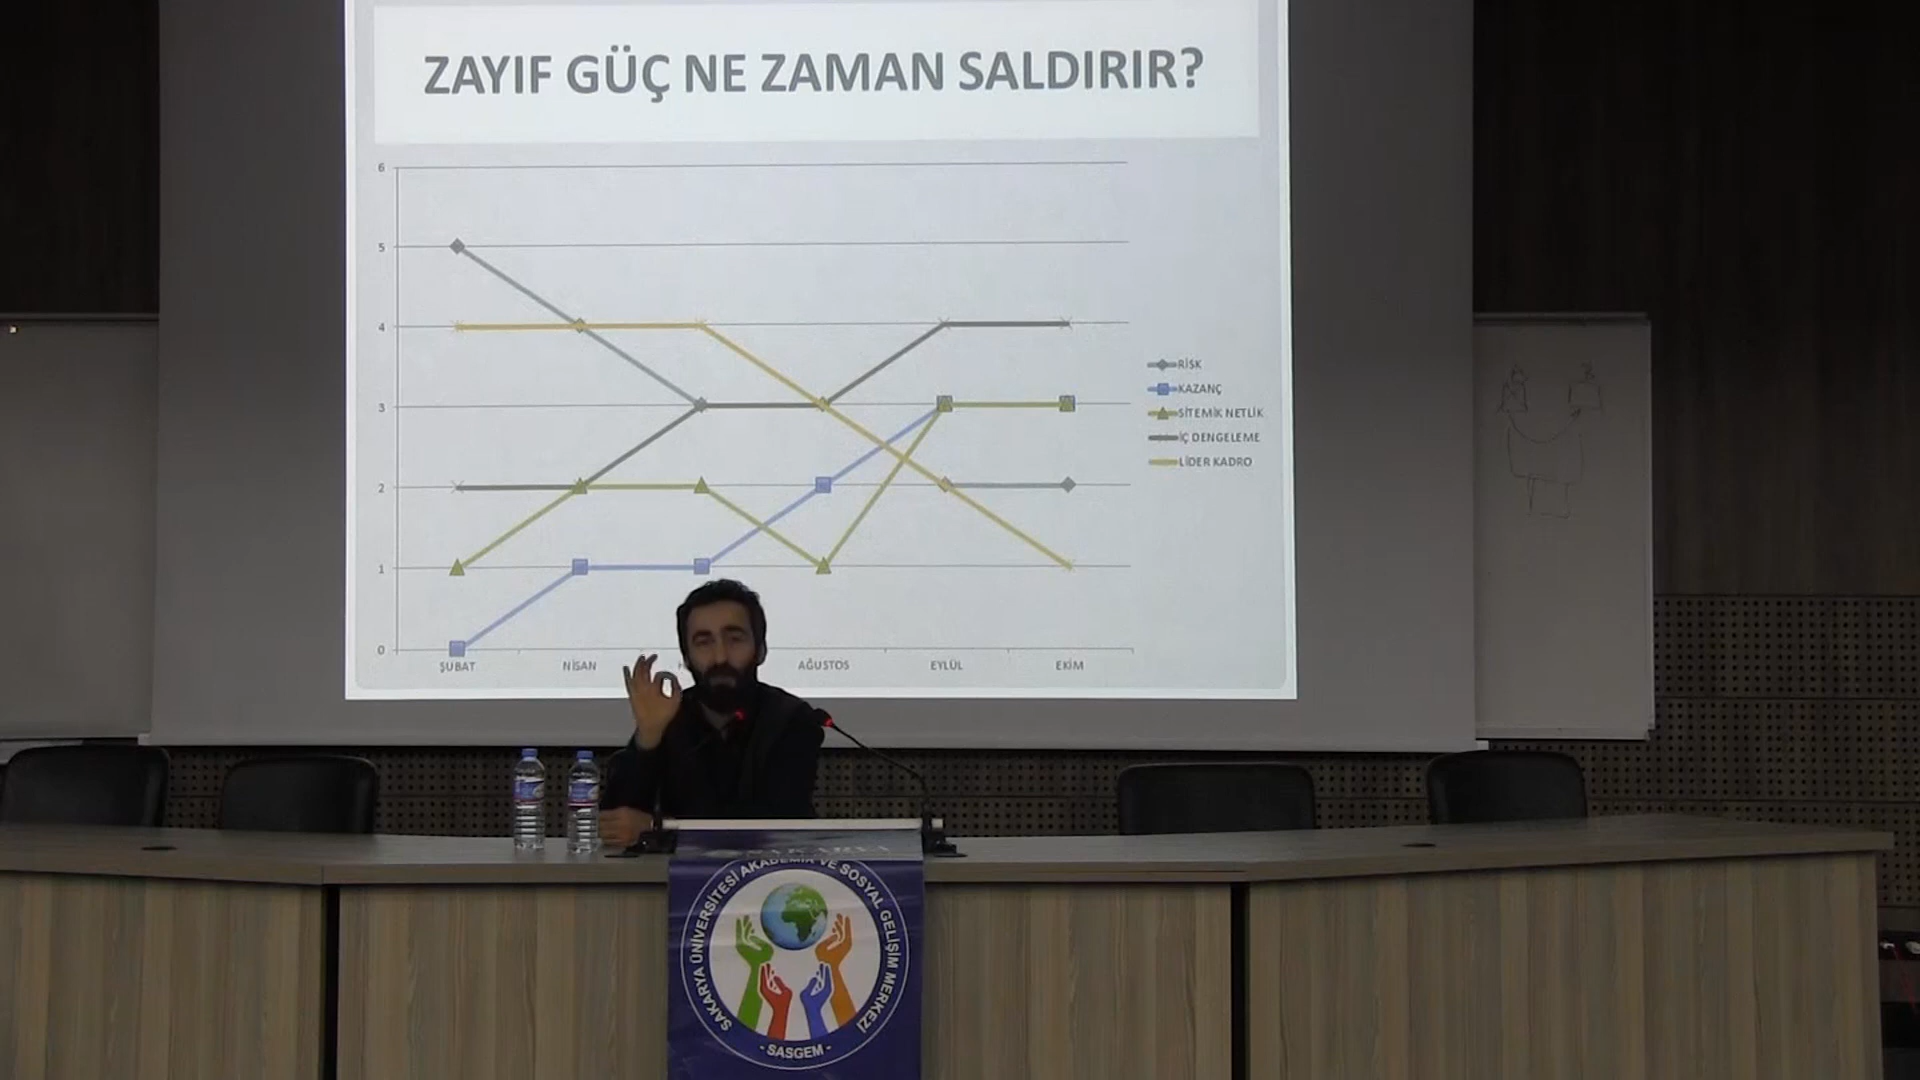 ZAYIF GÜÇ NE ZAMAN SALDIRIR?
6
5
4
3
2
1
0
ŞUBAT NİSAN AĞUSTOS EYLÜL EKİM
RİSK
KAZANÇ
SİTEMİK NETLİK
İÇ DENGELEME
LİDER KADRO
SAKARYA ÜNİVERSİTESİ AKADEMİK VE SOSYAL GELİŞİM MERKEZİ
- SASGEM -